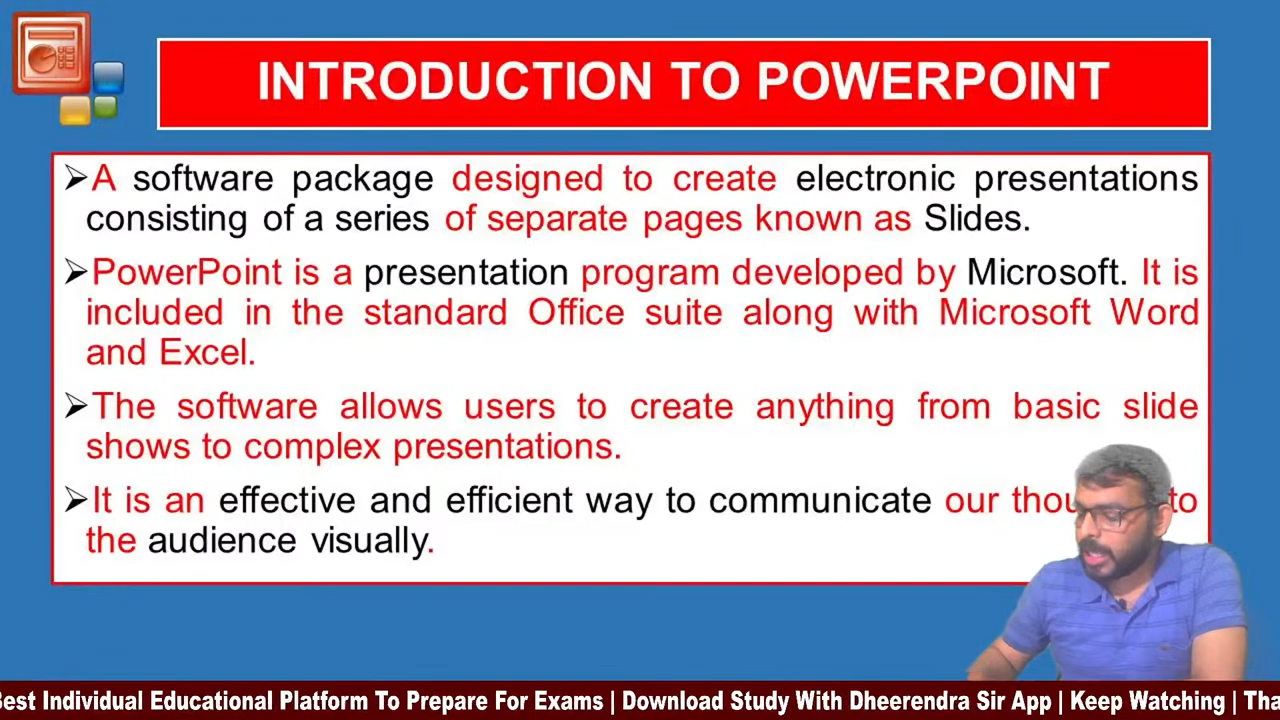 INTRODUCTION TO POWERPOINT
➢A software package designed to create electronic presentations
consisting of a series of separate pages known as Slides.
➢PowerPoint is a presentation program developed by Microsoft. It is
included in the standard Office suite along with Microsoft Word
and Excel.
➢The software allows users to create anything from basic slide
shows to complex presentations.
➢It is an effective and efficient way to communicate our to
the audience visually.
Best Individual Educational Platform To Prepare For Exams | Download Study With Dheerendra Sir App | Keep Watching |